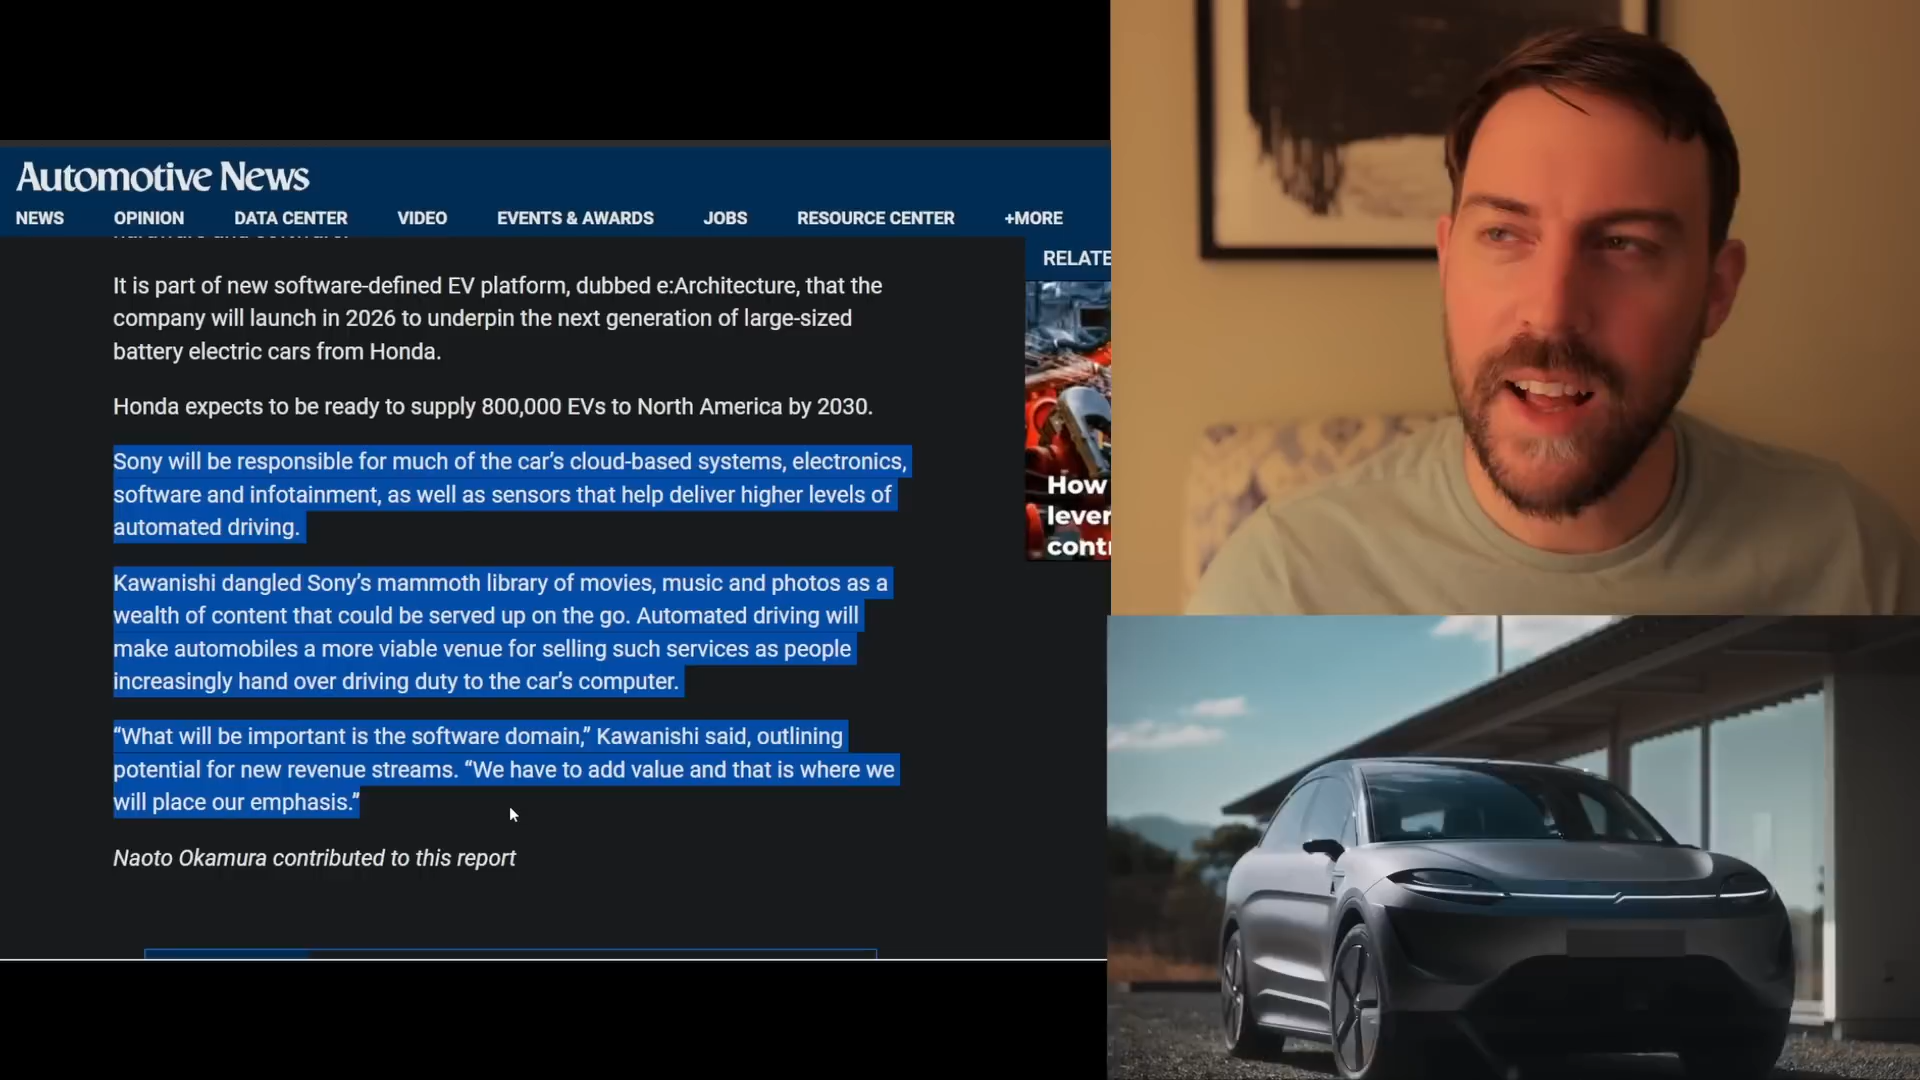 Automotive News
NEWS
OPINION
DATA CENTER
VIDEO
EVENTS & AWARDS
JOBS
RESOURCE CENTER
+MORE
It is part of new software-defined EV platform, dubbed e:Architecture, that the
company will launch in 2026 to underpin the next generation of large-sized
battery electric cars from Honda.
Honda expects to be ready to supply 800,000 EVs to North America by 2030.
Sony will be responsible for much of the car’s cloud-based systems, electronics,
software and infotainment, as well as sensors that help deliver higher levels of
automated driving.
Kawanishi dangled Sony’s mammoth library of movies, music and photos as a
wealth of content that could be served up on the go. Automated driving will
make automobiles a more viable venue for selling such services as people
increasingly hand over driving duty to the car’s computer.
“What will be important is the software domain,” Kawanishi said, outlining
potential for new revenue streams. “We have to add value and that is where we
will place our emphasis.”
Naoto Okamura contributed to this report
RELATE
How
lever
contr